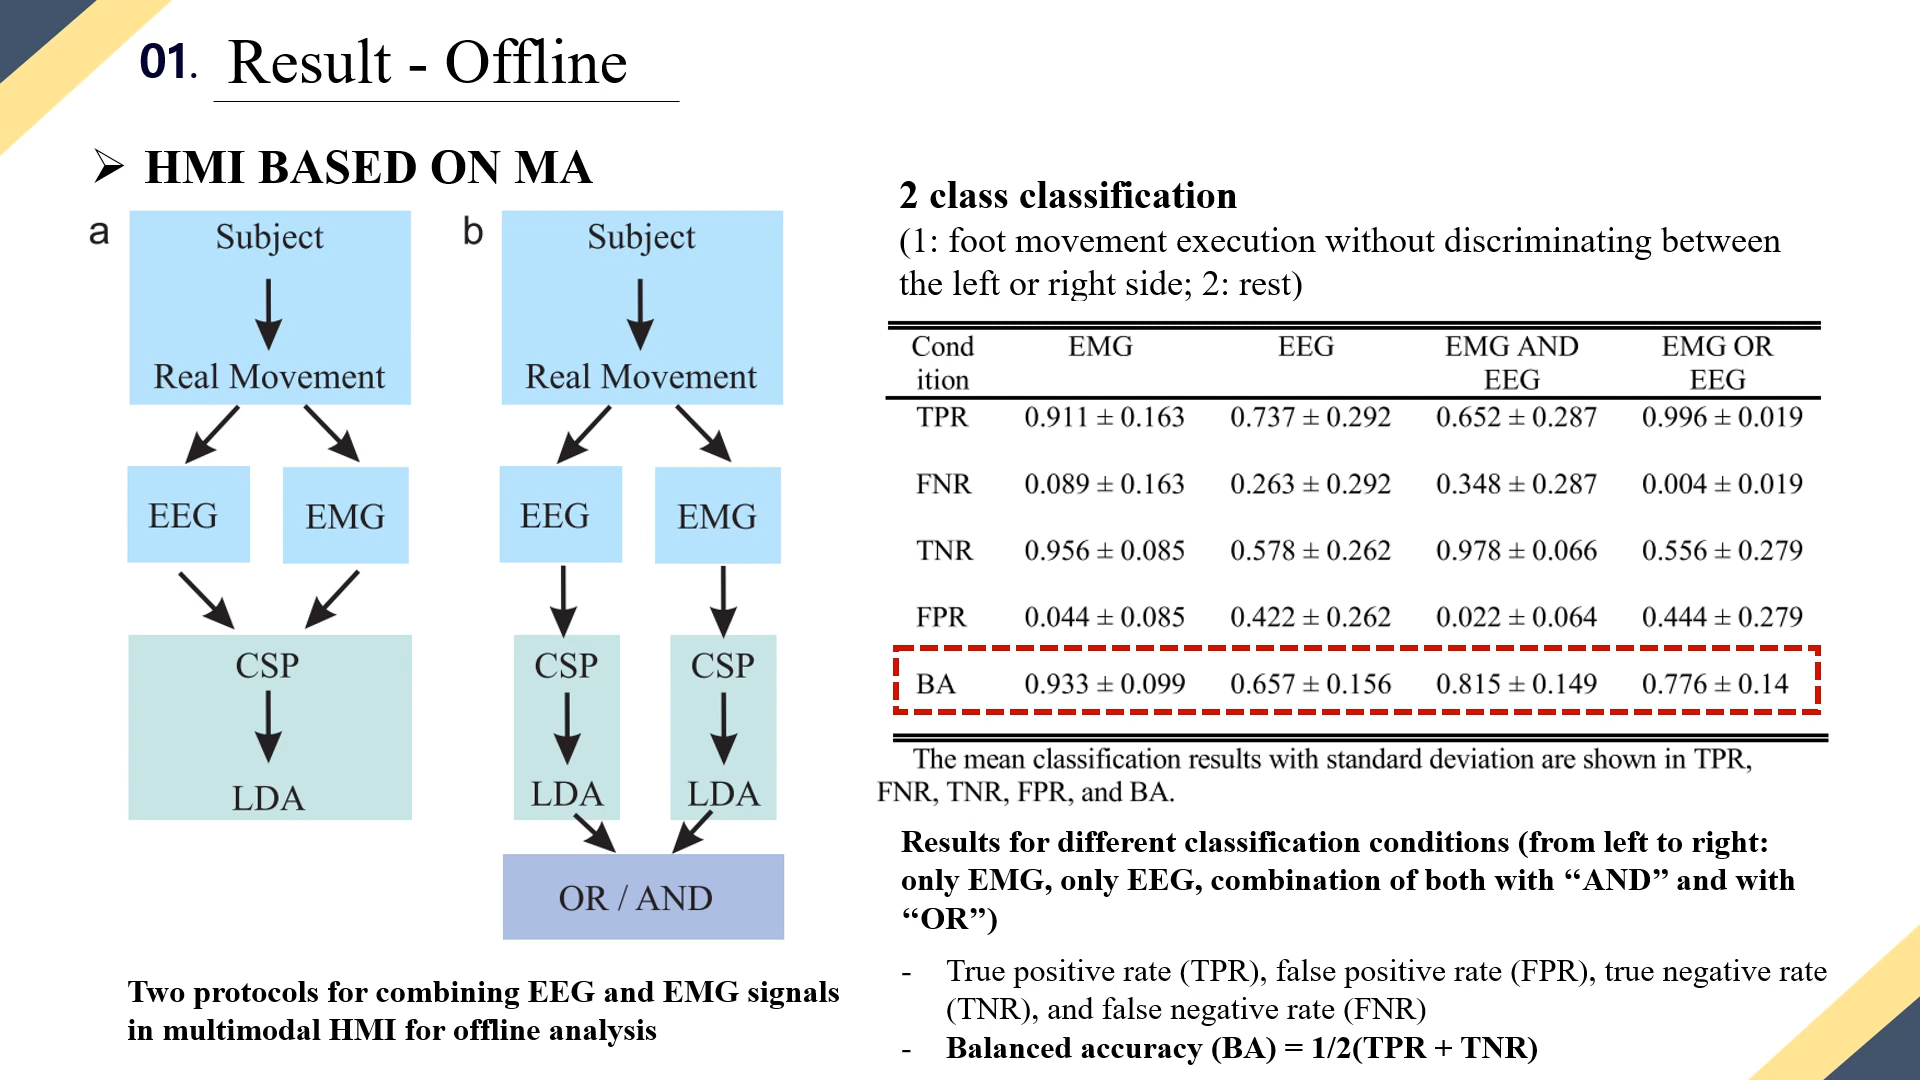 01. Result - Offline
➢ HMI BASED ON MA
a
Subject
Real Movement
EEG
EMG
CSP
LDA
b
Subject
Real Movement
EEG
EMG
CSP
CSP
LDA
LDA
OR / AND
Two protocols for combining EEG and EMG signals
in multimodal HMI for offline analysis
2 class classification
(1: foot movement execution without discriminating between
the left or right side; 2: rest)
Cond EMG EEG EMG AND EMG OR
ition EEG EEG
TPR 0.911 ± 0.163 0.737 ± 0.292 0.652 ± 0.287 0.996 ± 0.019
FNR 0.089 ± 0.163 0.263 ± 0.292 0.348 ± 0.287 0.004 ± 0.019
TNR 0.956 ± 0.085 0.578 ± 0.262 0.978 ± 0.066 0.556 ± 0.279
FPR 0.044 ± 0.085 0.422 ± 0.262 0.022 ± 0.064 0.444 ± 0.279
BA 0.933 ± 0.099 0.657 ± 0.156 0.815 ± 0.149 0.776 ± 0.14
The mean classification results with standard deviation are shown in TPR,
FNR, TNR, FPR, and BA.
Results for different classification conditions (from left to right:
only EMG, only EEG, combination of both with “AND” and with
“OR”)
- True positive rate (TPR), false positive rate (FPR), true negative rate
(TNR), and false negative rate (FNR)
- Balanced accuracy (BA) = 1/2(TPR + TNR)